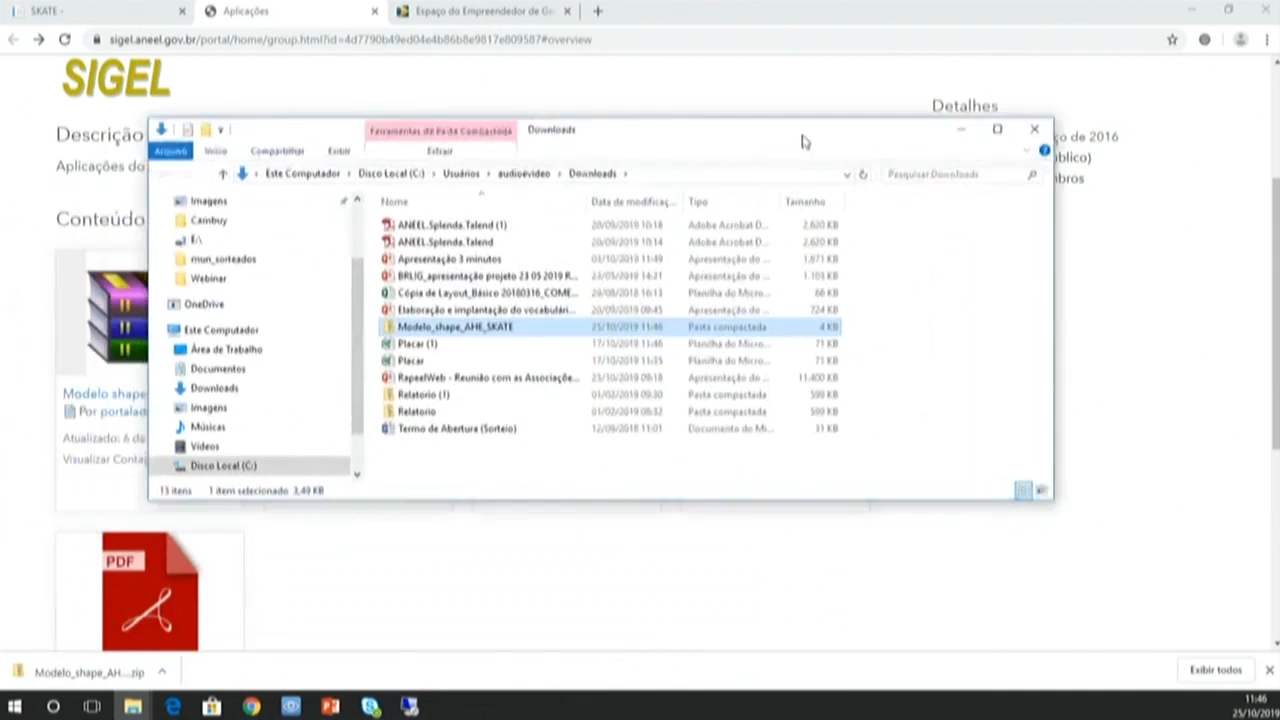 SKATE -
Aplicações
Espaço do Empreendedor de Ge
sigel.aneel.gov.br/portal/home/group.html?id=4d7790b49ed04e4b86b8e9817e809587#overview
SIGEL
Detalhes
Descrição
ço de 2016
Aplicações do
úblico)
bros
Conteúdo
Ferramentas de Pasta Compactada
Downloads
Arquivo
Início
Compartilhar
Exibir
Extrair
Este Computador › Disco Local (C:) › Usuários › audioevideo › Downloads ›
Pesquisar Downloads
Imagens
Cambuy
E:\
mun_sorteados
Webinar
OneDrive
Este Computador
Área de Trabalho
Documentos
Downloads
Imagens
Músicas
Vídeos
Disco Local (C:)
Nome Data de modificaç... Tipo Tamanho
ANEEL.Splenda.Talend (1) 20/09/2019 10:18 Adobe Acrobat D... 2.620 KB
ANEEL.Splenda.Talend 20/09/2019 10:14 Adobe Acrobat D... 2.620 KB
Apresentação 3 minutos 03/10/2019 11:49 Apresentação do ... 1.871 KB
BRLIG_apresentação projeto 23 05 2019 R... 23/05/2019 14:21 Apresentação do ... 1.103 KB
Cópia de Layout_Básico 20180316_COME... 29/08/2018 16:13 Planilha do Micro... 66 KB
Elaboração e implantação do vocabulári... 20/09/2019 09:45 Apresentação do ... 724 KB
Modelo_shape_AHE_SKATE 25/10/2019 11:46 Pasta compactada 4 KB
Placar (1) 17/10/2019 11:46 Planilha do Micro... 71 KB
Placar 17/10/2019 11:35 Planilha do Micro... 71 KB
RapeelWeb - Reunião com as Associaçõe... 23/10/2019 09:18 Apresentação do ... 11.400 KB
Relatorio (1) 01/02/2019 09:30 Pasta compactada 599 KB
Relatorio 01/02/2019 08:32 Pasta compactada 599 KB
Termo de Abertura (Sorteio) 12/09/2018 11:01 Documento do Mi... 31 KB
13 itens 1 item selecionado 3,49 KB
Modelo shape
Por portalad
Atualizado: 6 de
Visualizar Conta
PDF
Modelo_shape_AH....zip
Exibir todos
11:46
25/10/2019